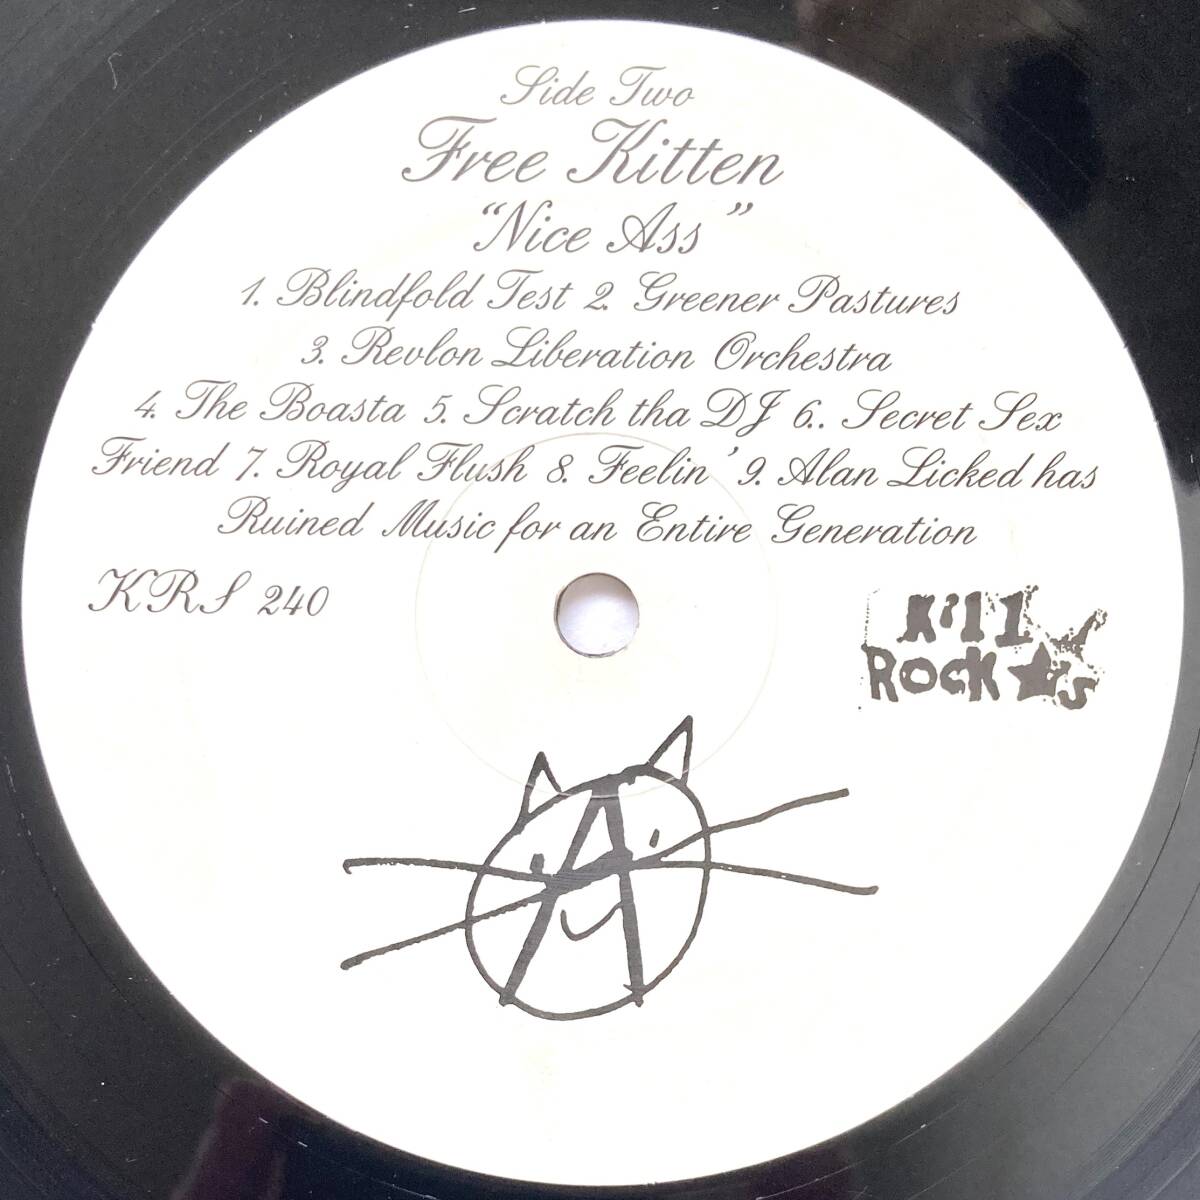 Side Two
Free Kitten
“Nice Ass”
1. Blindfold Test 2. Greener Pastures
3. Revlon Liberation Orchestra
4. The Boasta 5. Scratch tha DJ 6.. Secret Sex
Friend 7. Royal Flush 8. Feelin' 9. Alan Licked has
Ruined Music for an Entire Generation
KRS 240
Kill
ROCK ★'s
A